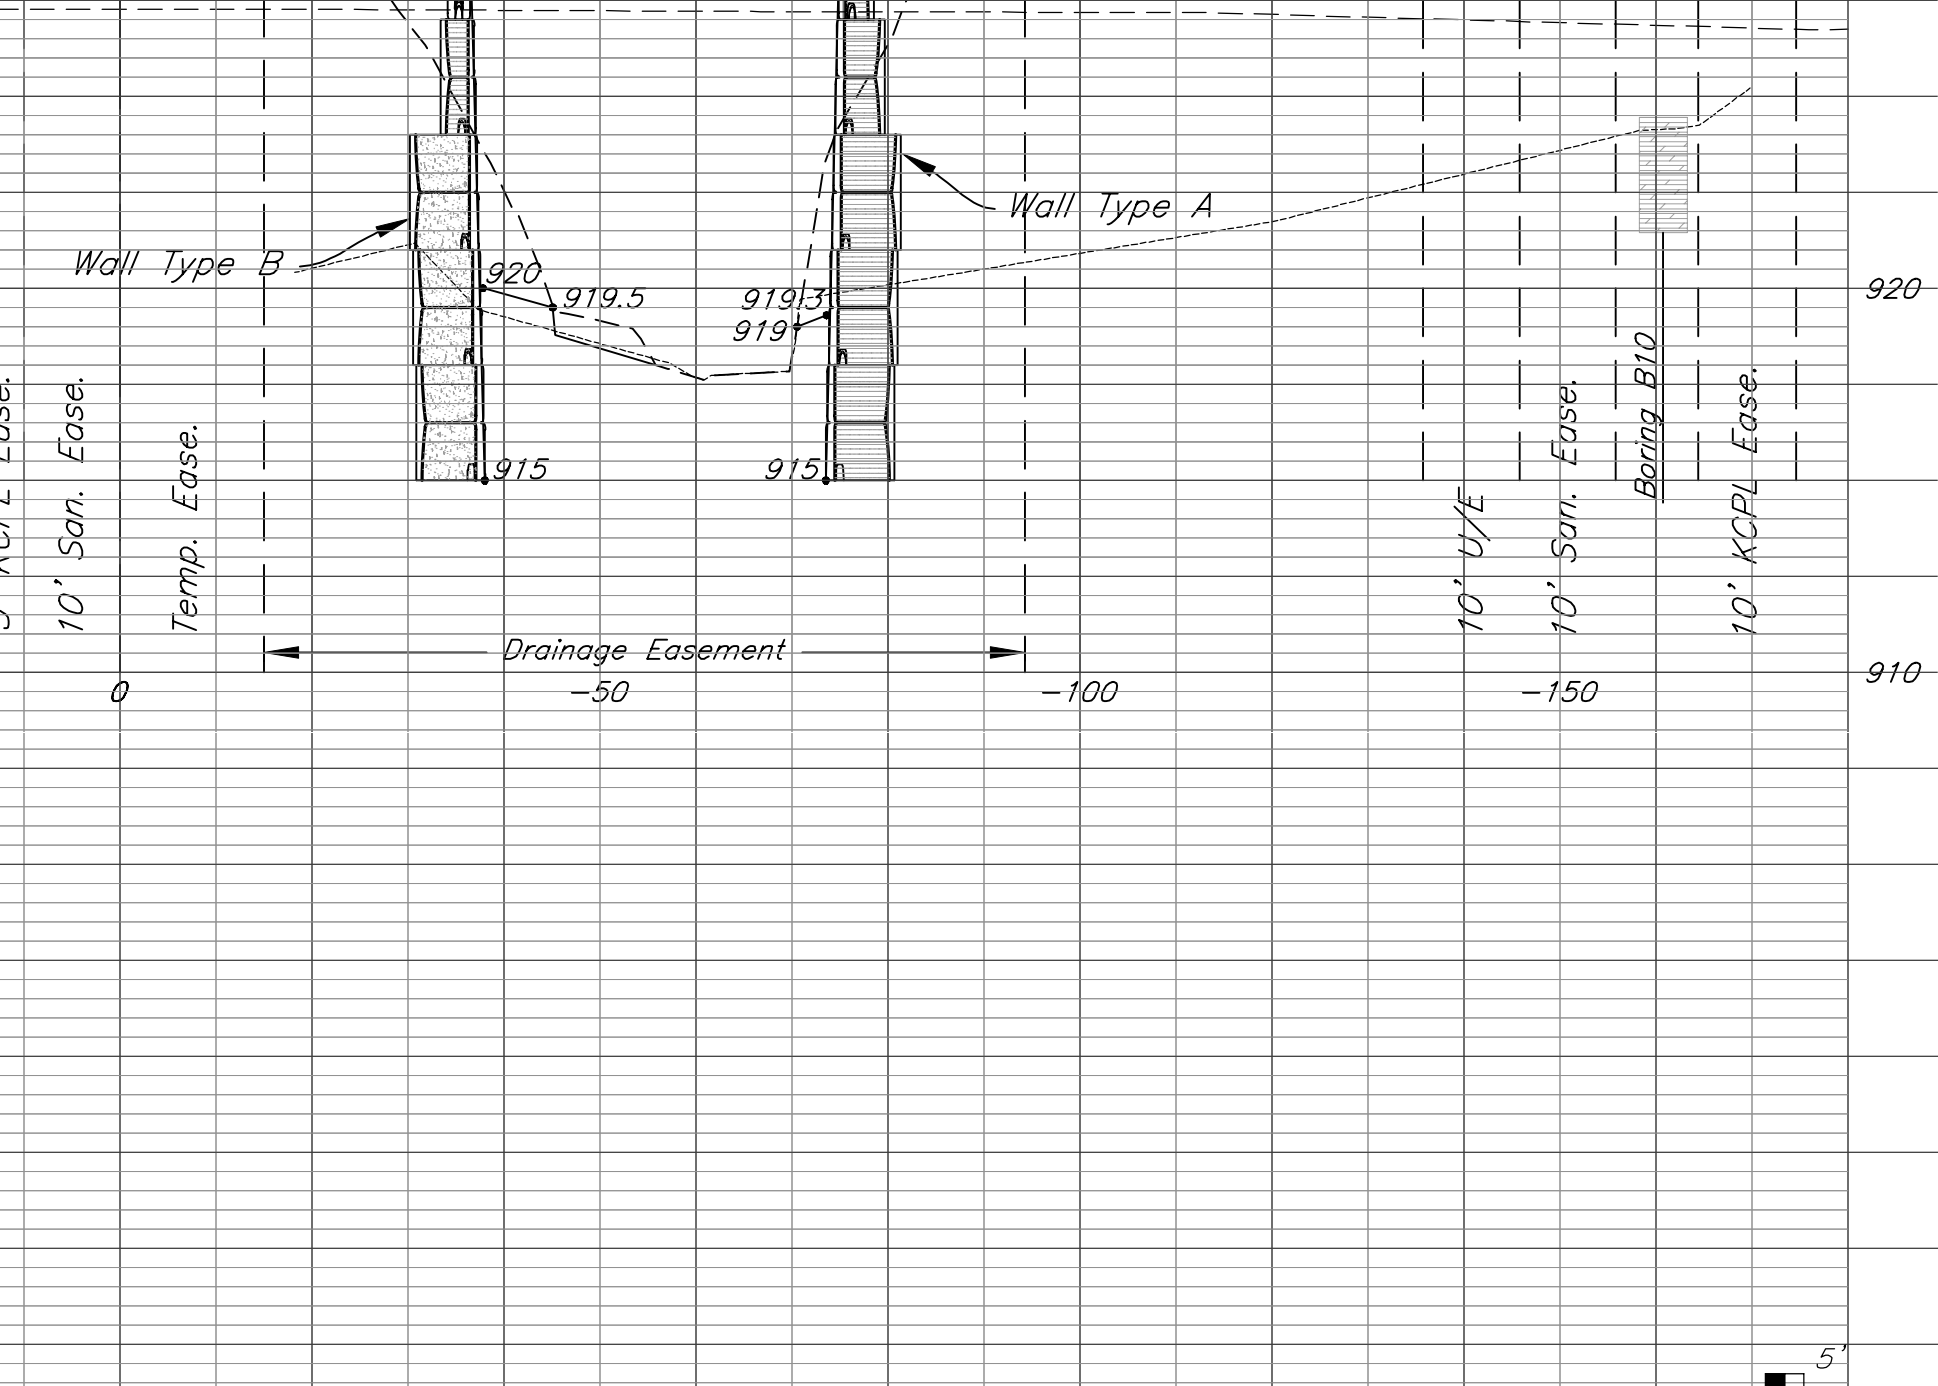 Wall Type A
Wall Type B
920
919.5
919.3
919
920
915
915
Boring B10
10' San. Ease.
Temp. Ease.
10' U/E
10' San. Ease.
10' KCPL Ease.
Drainage Easement
910
0
-50
-100
-150
5'